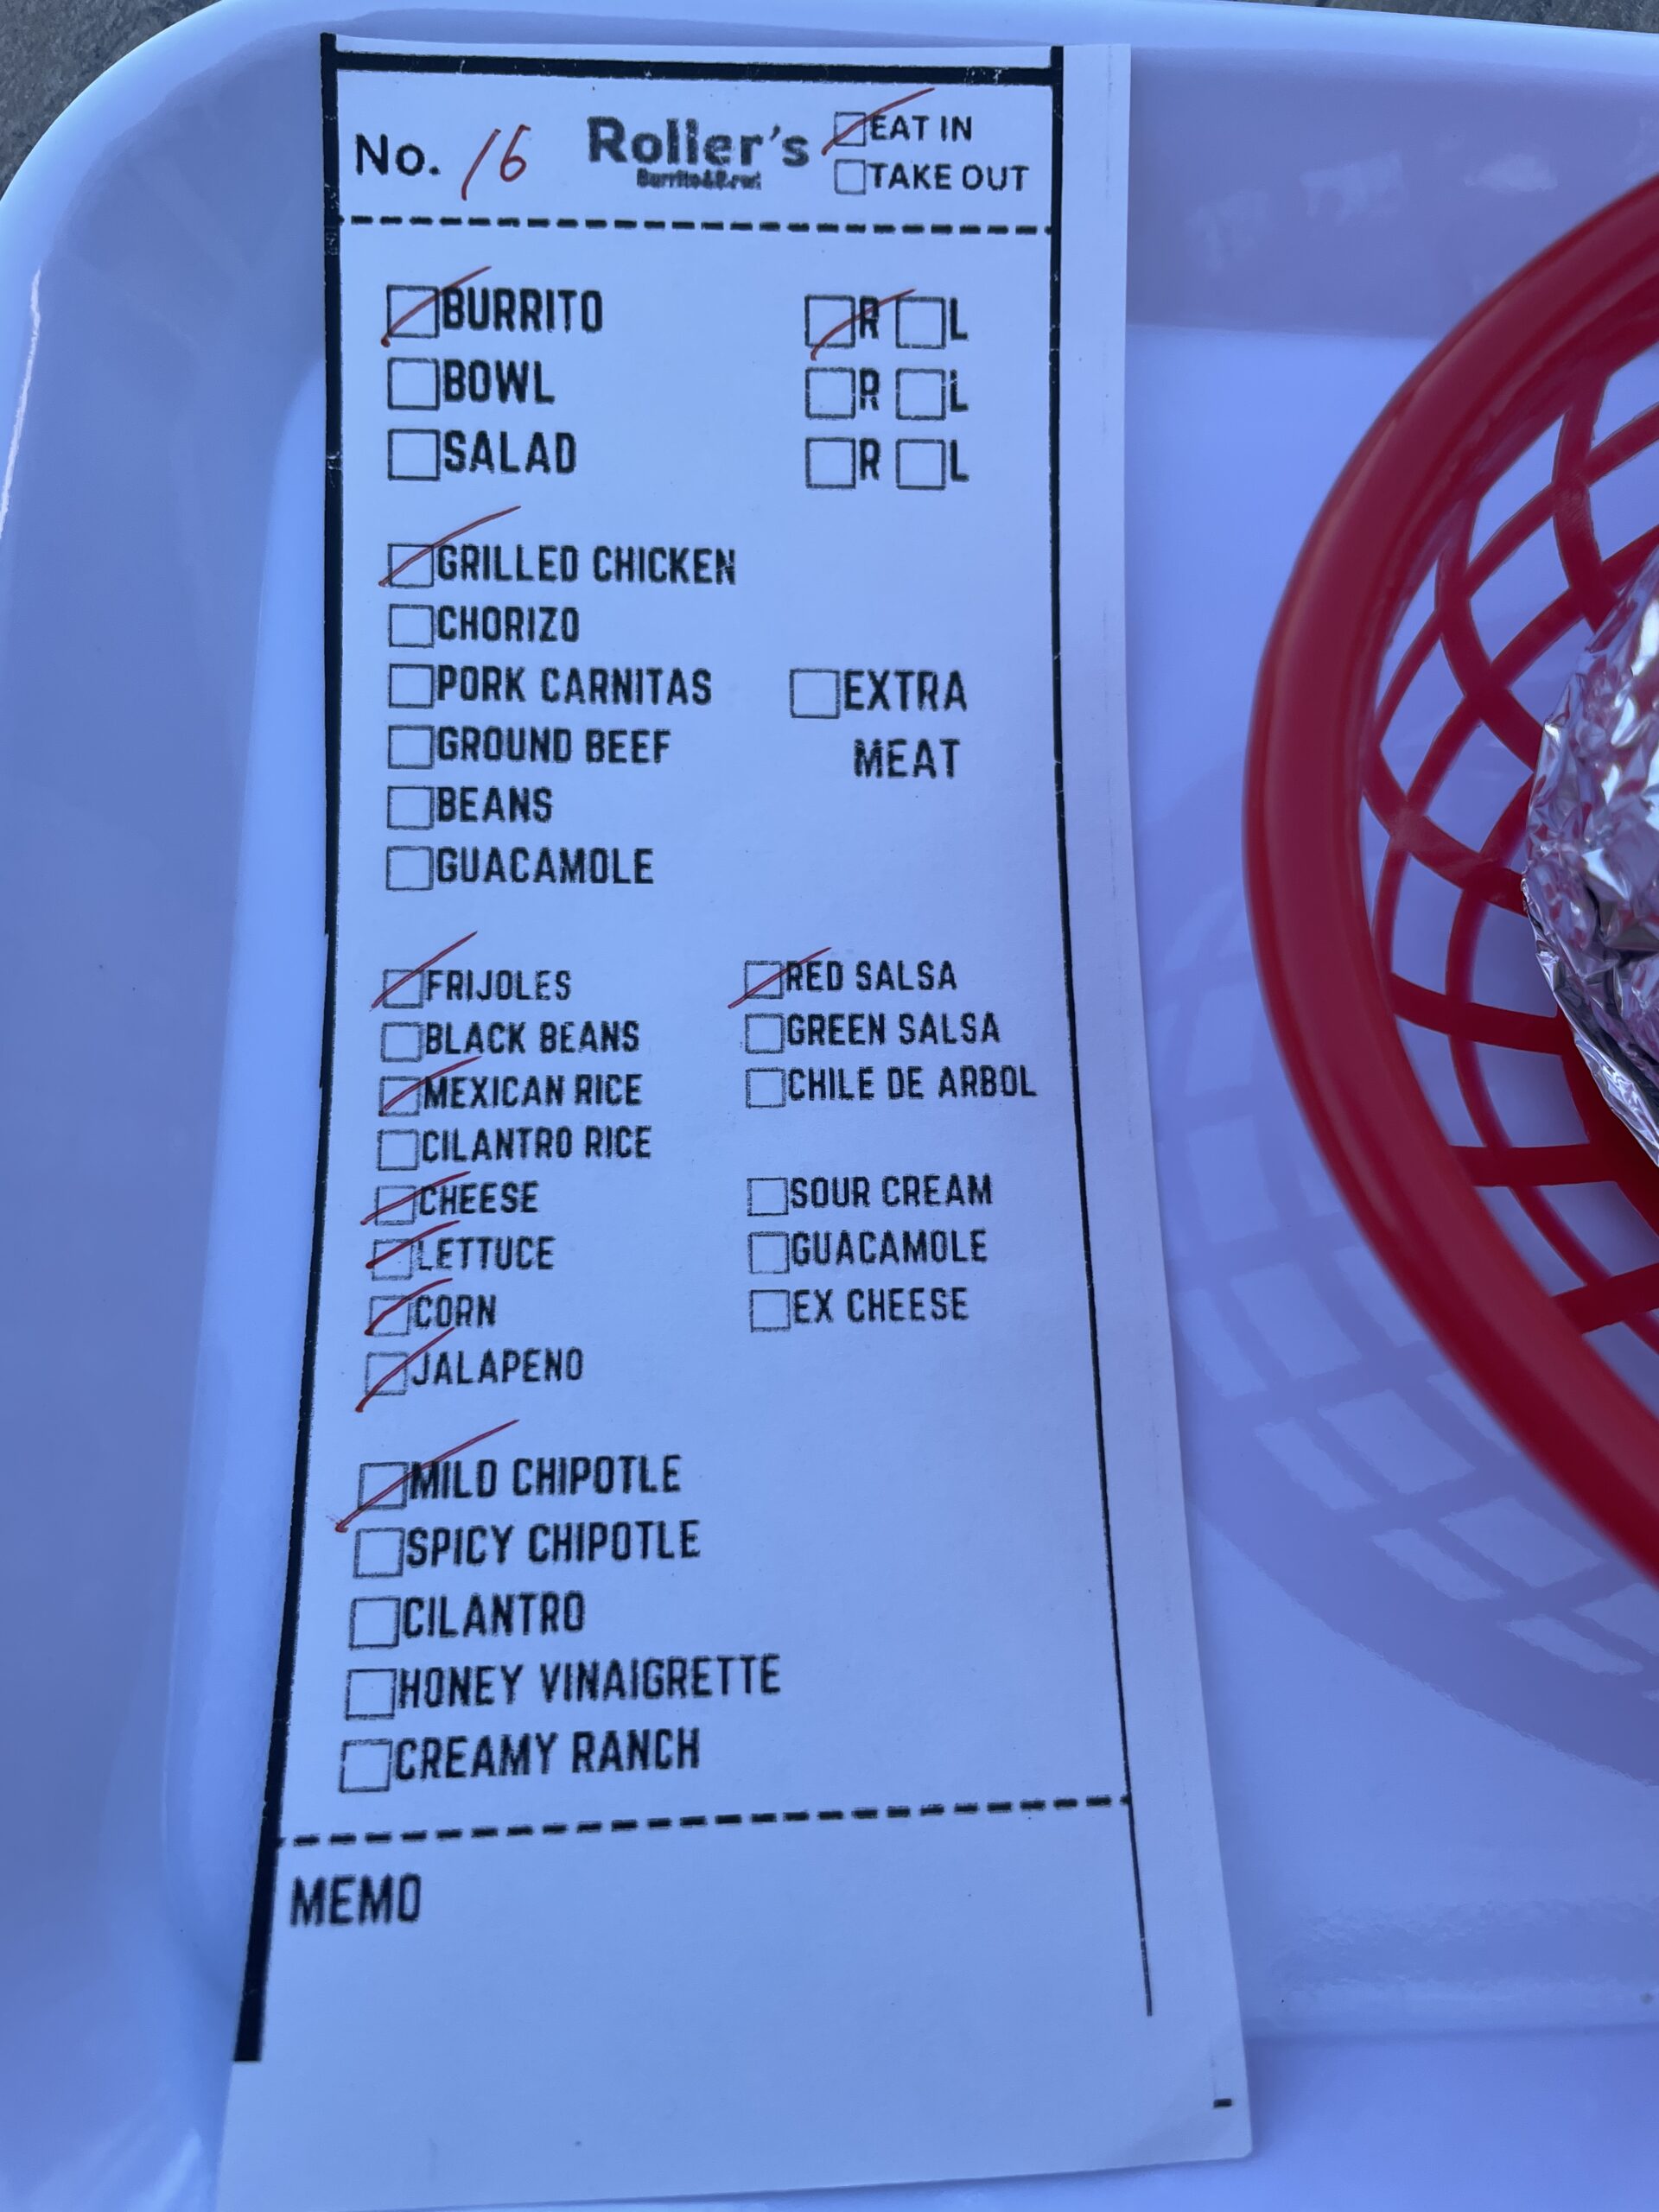 No. 16 Roller's EAT IN
Burrito&Bowl TAKE OUT
BURRITO R L
BOWL R L
SALAD R L
GRILLED CHICKEN
CHORIZO
PORK CARNITAS EXTRA
GROUND BEEF MEAT
BEANS
GUACAMOLE
FRIJOLES RED SALSA
BLACK BEANS GREEN SALSA
MEXICAN RICE CHILE DE ARBOL
CILANTRO RICE
CHEESE SOUR CREAM
LETTUCE GUACAMOLE
CORN EX CHEESE
JALAPENO
MILD CHIPOTLE
SPICY CHIPOTLE
CILANTRO
HONEY VINAIGRETTE
CREAMY RANCH
MEMO